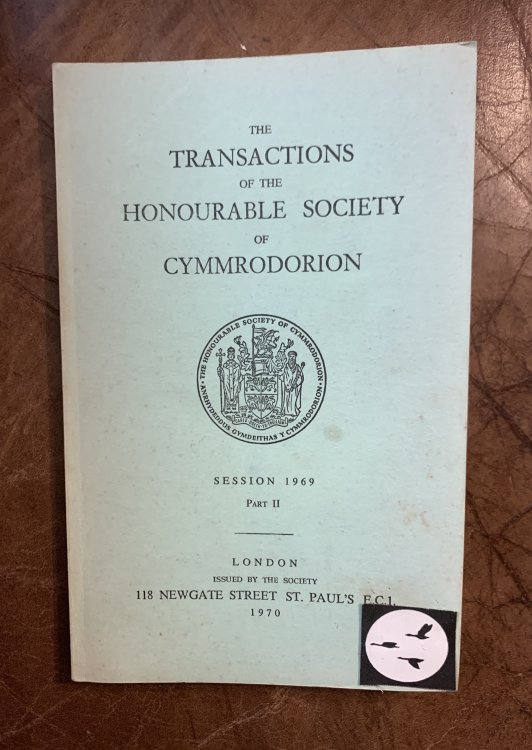 THE
TRANSACTIONS
OF THE
HONOURABLE SOCIETY
OF
CYMMRODORION
· THE HONOURABLE SOCIETY OF CYMMRODORION ·
ANRHYDEDDUS GYMDEITHAS Y CYMMRODORION
SESSION 1969
PART II
LONDON
ISSUED BY THE SOCIETY
118 NEWGATE STREET ST. PAUL'S E.C.1.
1970